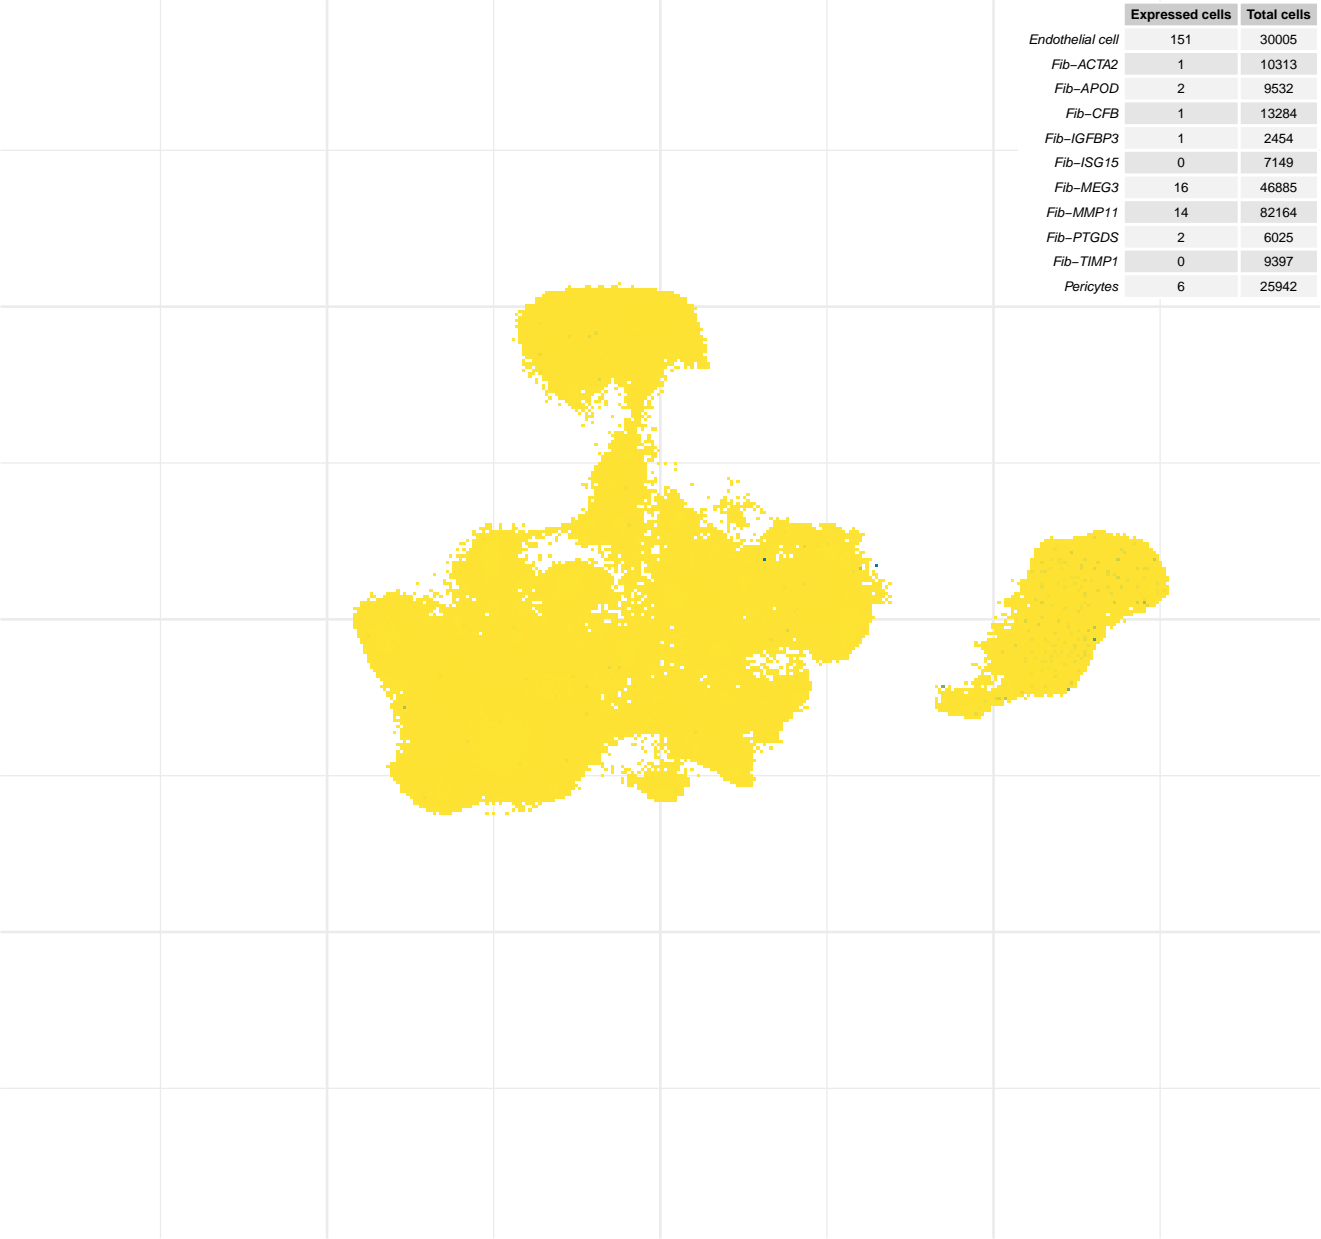 Expressed cells Total cells
Endothelial cell 151 30005
Fib−ACTA2 1 10313
Fib−APOD 2 9532
Fib−CFB 1 13284
Fib−IGFBP3 1 2454
Fib−ISG15 0 7149
Fib−MEG3 16 46885
Fib−MMP11 14 82164
Fib−PTGDS 2 6025
Fib−TIMP1 0 9397
Pericytes 6 25942